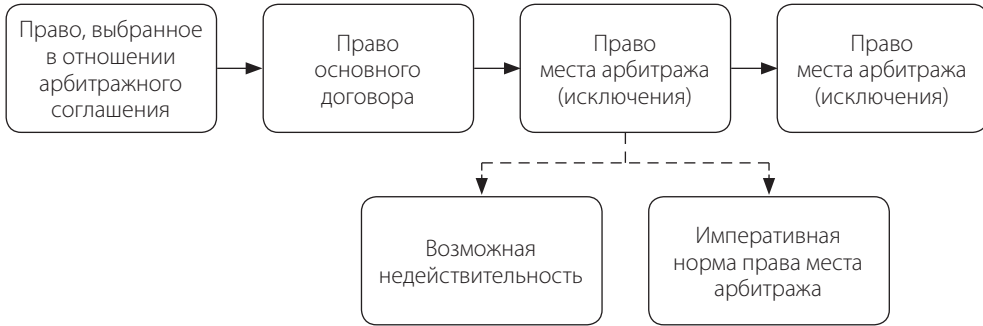 Право, выбранное
в отношении
арбитражного
соглашения
Право
основного
договора
Право
места арбитража
(исключения)
Право
места арбитража
(исключения)
Возможная
недействительность
Императивная
норма права места
арбитража